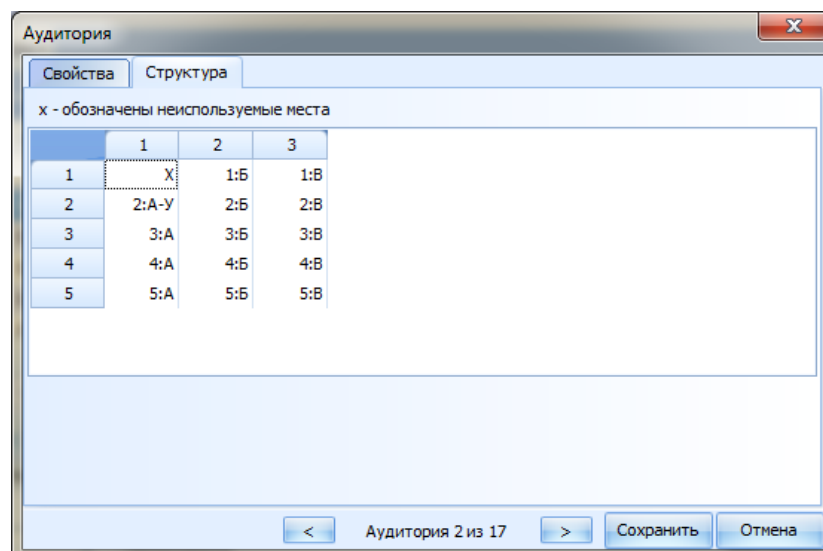 Аудитория
Свойства Структура
х - обозначены неиспользуемые места
1 2 3
1 Х 1:Б 1:В
2 2:А-У 2:Б 2:В
3 3:А 3:Б 3:В
4 4:А 4:Б 4:В
5 5:А 5:Б 5:В
< Аудитория 2 из 17 > Сохранить Отмена